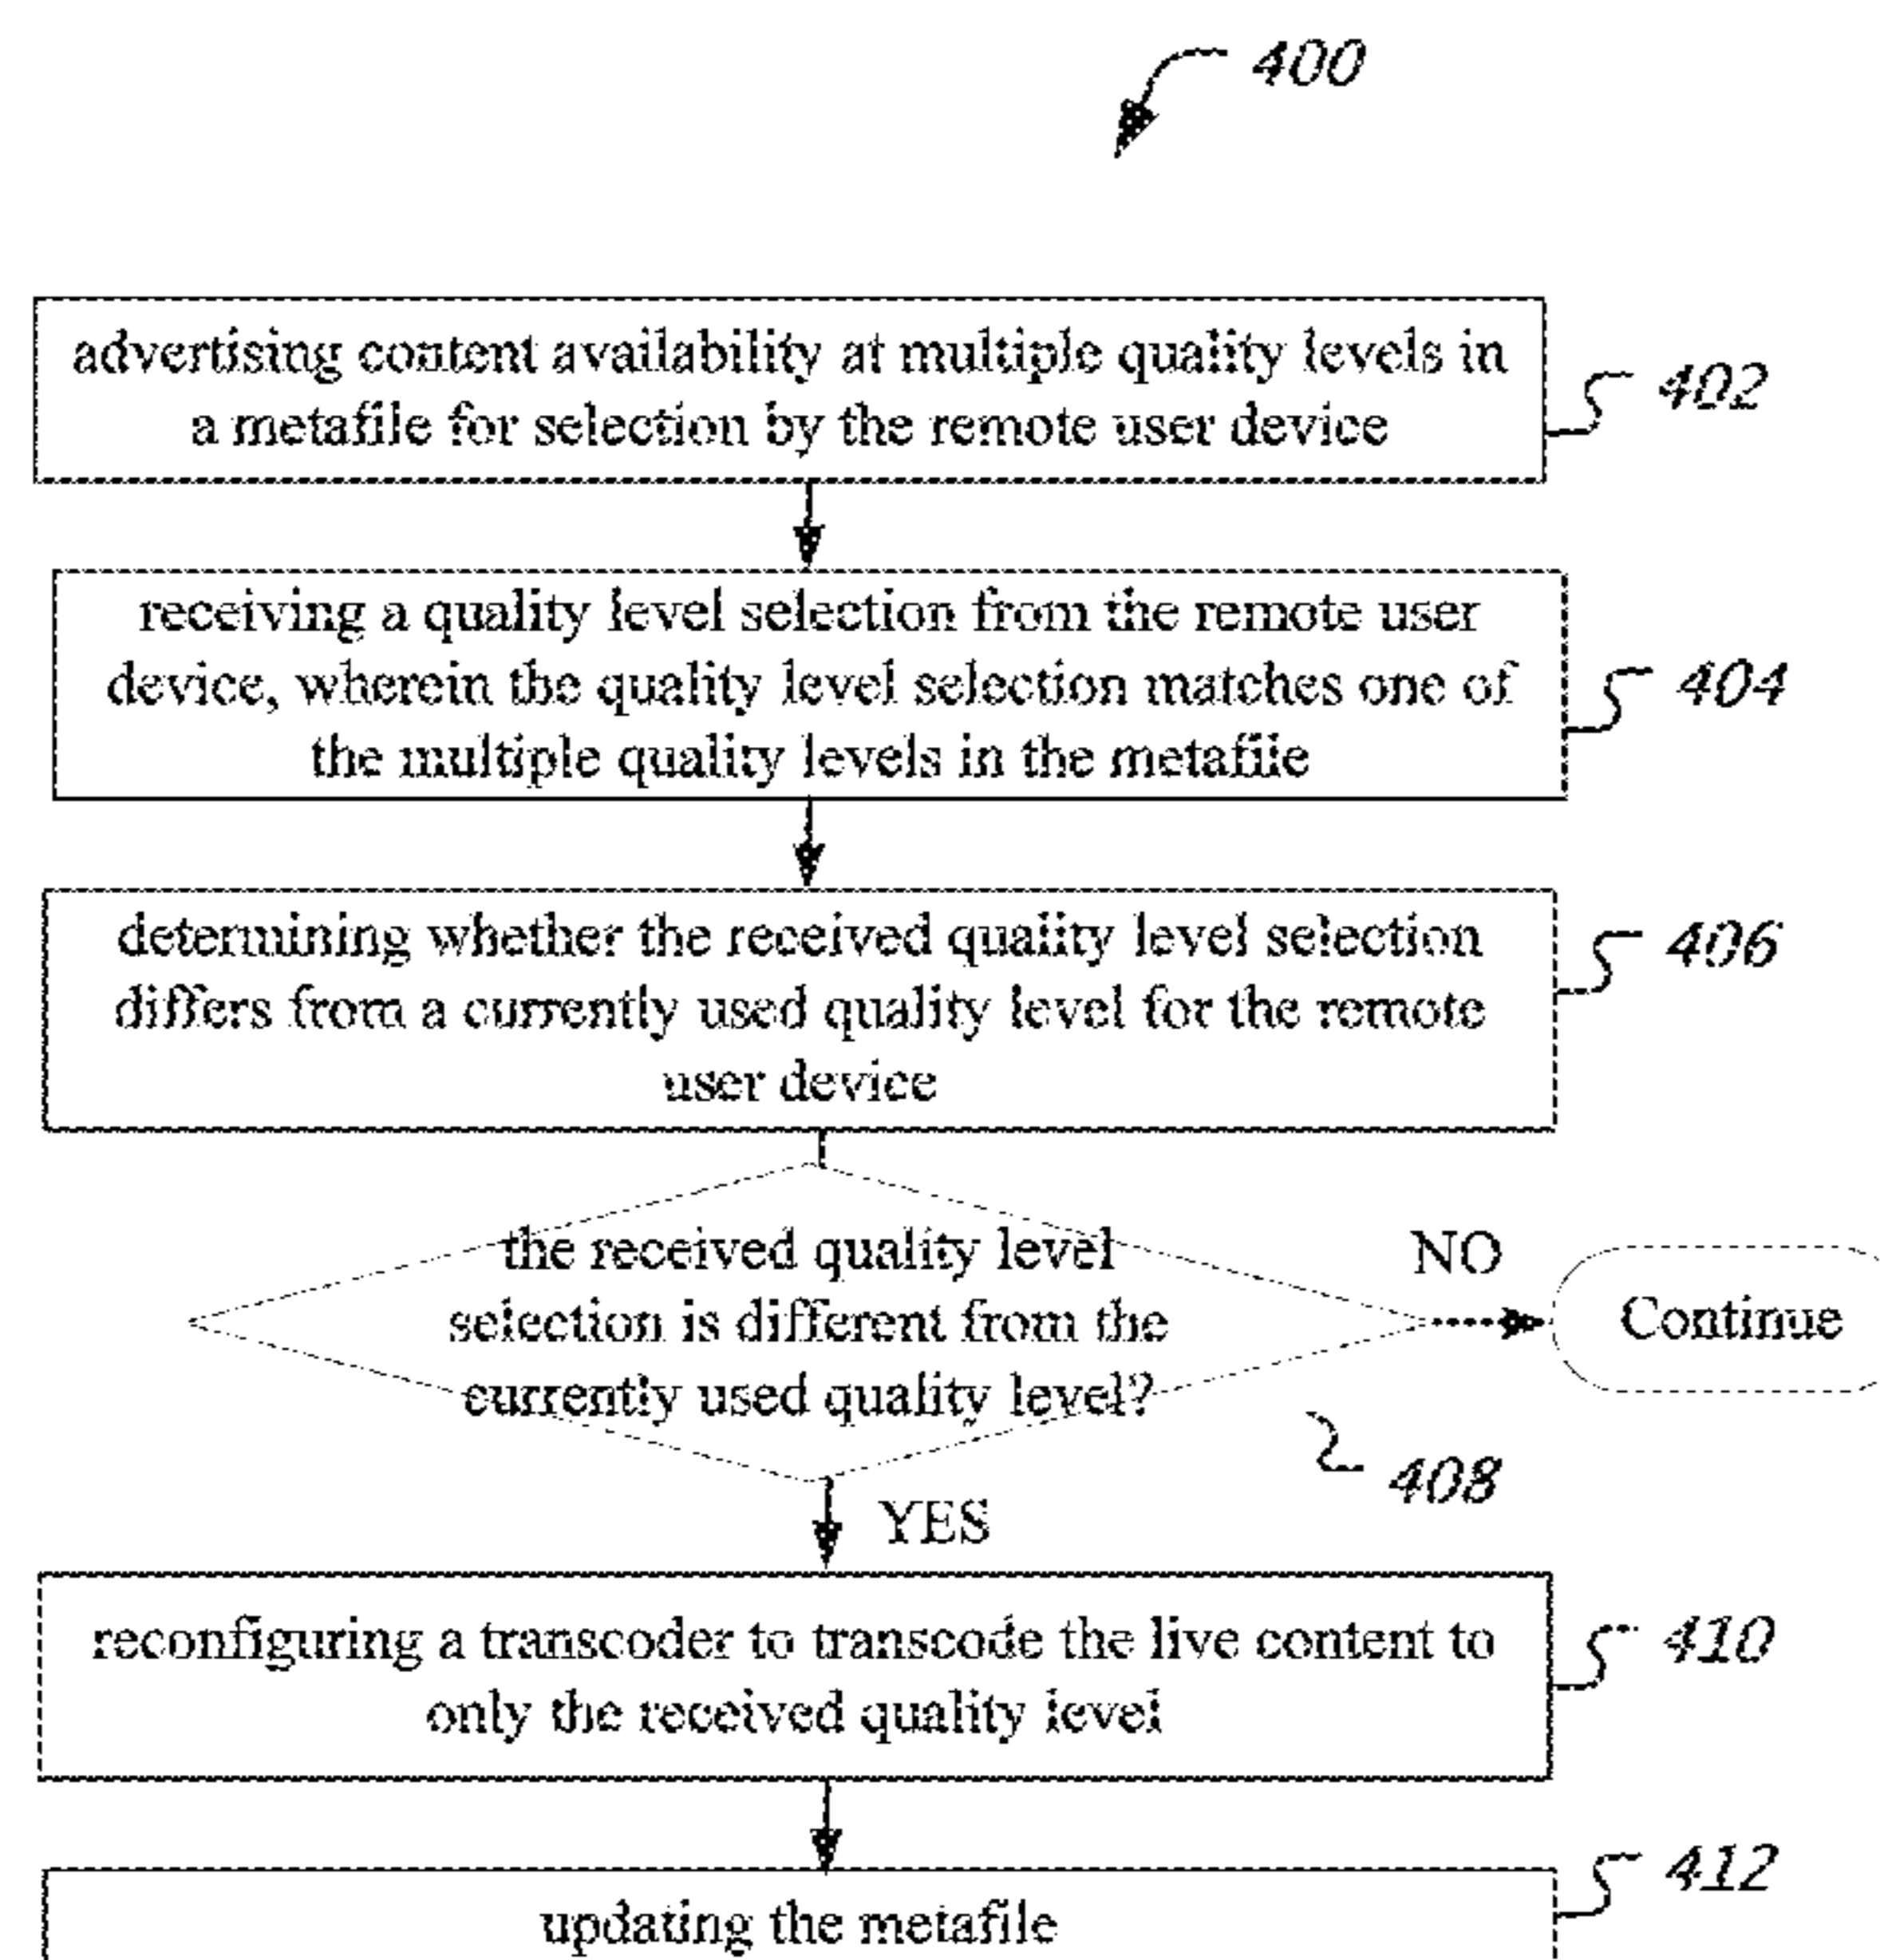 400
advertising content availability at multiple quality levels in
a metafile for selection by the remote user device
402
receiving a quality level selection from the remote user
device, wherein the quality level selection matches one of
the multiple quality levels in the metafile
404
determining whether the received quality level selection
differs from a currently used quality level for the remote
user device
406
the received quality level
selection is different from the
currently used quality level?
NO
Continue
408
YES
reconfiguring a transcoder to transcode the live content to
only the received quality level
410
updating the metafile
412